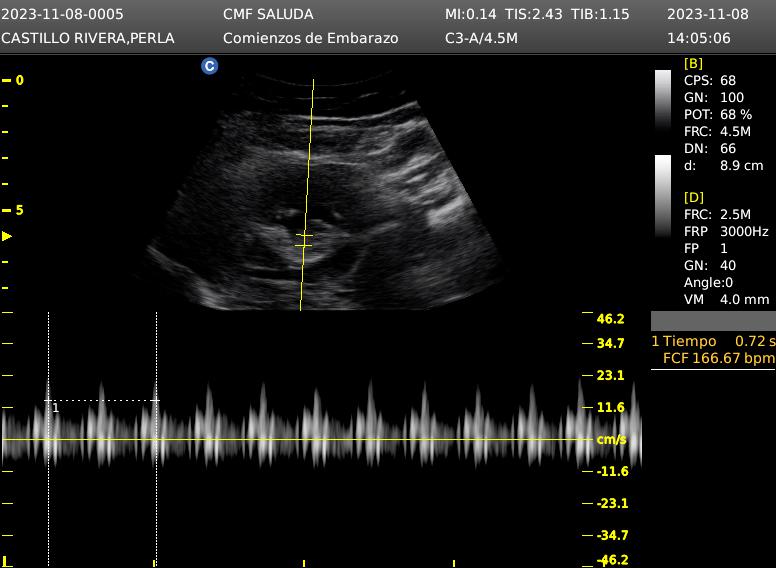 2023-11-08-0005 CMF SALUDA MI:0.14 TIS:2.43 TIB:1.15 2023-11-08
CASTILLO RIVERA,PERLA Comienzos de Embarazo C3-A/4.5M 14:05:06
C
0
5
[B]
CPS: 68
GN: 100
POT: 68 %
FRC: 4.5M
DN: 66
d: 8.9 cm
[D]
FRC: 2.5M
FRP 3000Hz
FP 1
GN: 40
Angle:0
VM 4.0 mm
1 Tiempo 0.72 s
FCF 166.67 bpm
46.2
34.7
23.1
11.6
cm/s
-11.6
-23.1
-34.7
-46.2
1